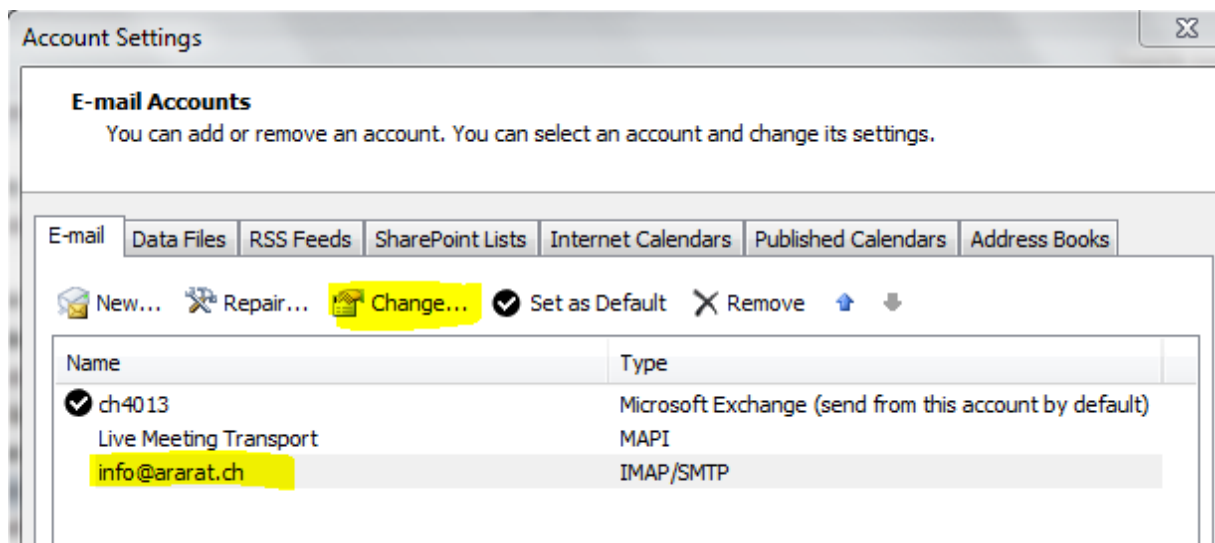 Account Settings
E-mail Accounts
You can add or remove an account. You can select an account and change its settings.
E-mail Data Files RSS Feeds SharePoint Lists Internet Calendars Published Calendars Address Books
New... Repair... Change... Set as Default Remove
Name Type
ch4013 Microsoft Exchange (send from this account by default)
Live Meeting Transport MAPI
info@ararat.ch IMAP/SMTP